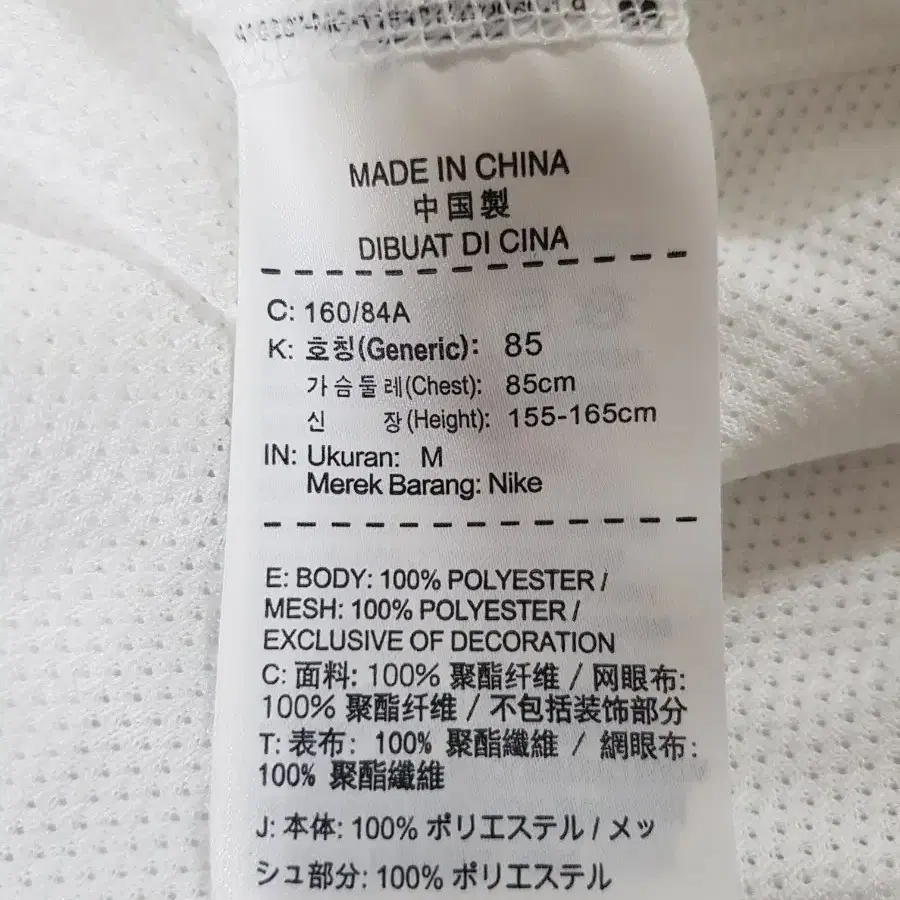 MADE IN CHINA
中国製
DIBUAT DI CINA
C: 160/84A
K: 호칭(Generic): 85
가슴둘레(Chest): 85cm
신 장(Height): 155-165cm
IN: Ukuran: M
Merek Barang: Nike
E: BODY: 100% POLYESTER /
MESH: 100% POLYESTER /
EXCLUSIVE OF DECORATION
C: 面料: 100% 聚酯纤维 / 网眼布:
100% 聚酯纤维 / 不包括装饰部分
T: 表布: 100% 聚酯纖維 / 網眼布:
100% 聚酯纖維
J: 本体: 100% ポリエステル / メッ
シュ部分: 100% ポリエステル